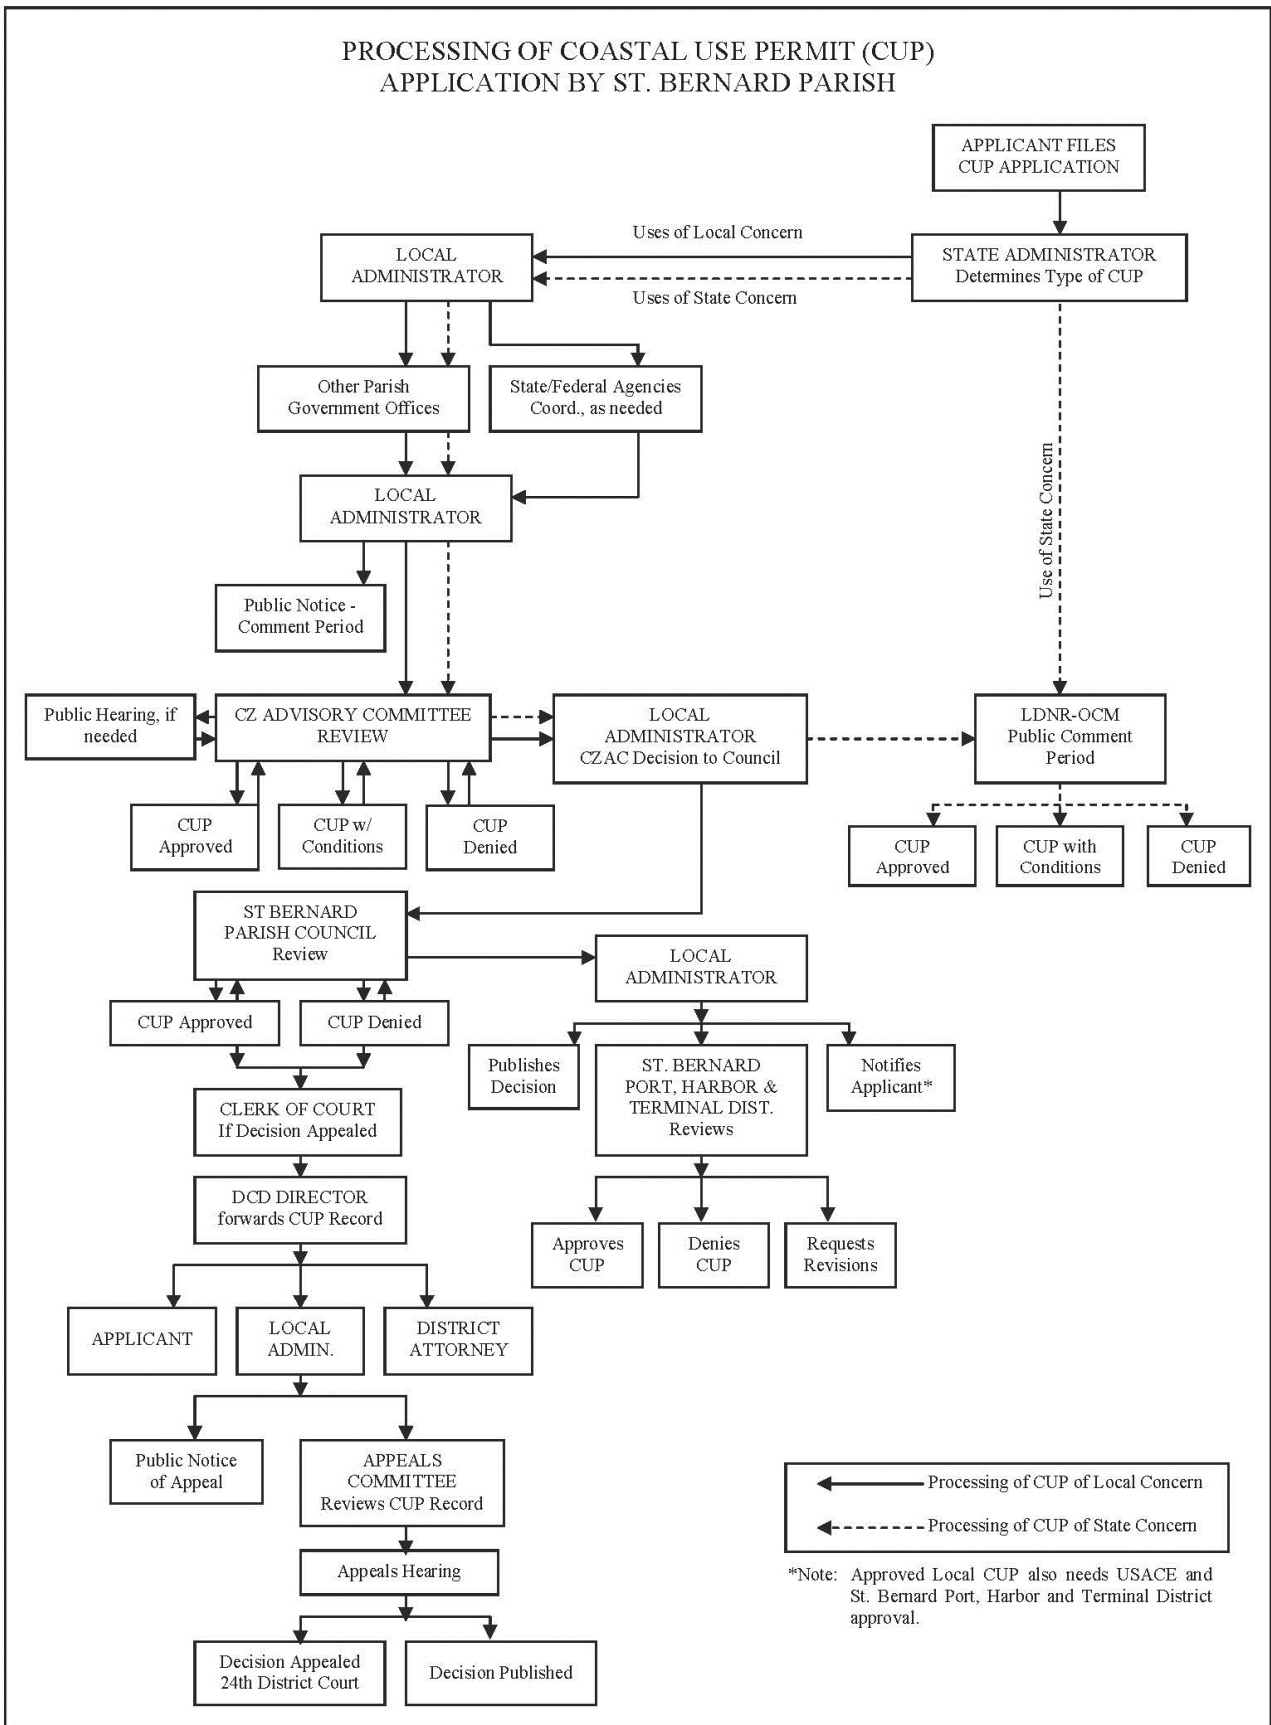 PROCESSING OF COASTAL USE PERMIT (CUP)
APPLICATION BY ST. BERNARD PARISH
APPLICANT FILES
CUP APPLICATION
Uses of Local Concern
LOCAL
ADMINISTRATOR
STATE ADMINISTRATOR
Determines Type of CUP
Uses of State Concern
Other Parish
Government Offices
State/Federal Agencies
Coord., as needed
LOCAL
ADMINISTRATOR
Use of State Concern
Public Notice -
Comment Period
Public Hearing, if
needed
CZ ADVISORY COMMITTEE
REVIEW
LOCAL
ADMINISTRATOR
CZAC Decision to Council
LDNR-OCM
Public Comment
Period
CUP
Approved
CUP w/
Conditions
CUP
Denied
CUP
Approved
CUP with
Conditions
CUP
Denied
ST BERNARD
PARISH COUNCIL
Review
LOCAL
ADMINISTRATOR
CUP Approved
CUP Denied
Publishes
Decision
ST. BERNARD
PORT, HARBOR &
TERMINAL DIST.
Reviews
Notifies
Applicant*
CLERK OF COURT
If Decision Appealed
DCD DIRECTOR
forwards CUP Record
Approves
CUP
Denies
CUP
Requests
Revisions
APPLICANT
LOCAL
ADMIN.
DISTRICT
ATTORNEY
Public Notice
of Appeal
APPEALS
COMMITTEE
Reviews CUP Record
Processing of CUP of Local Concern
Processing of CUP of State Concern
Appeals Hearing
*Note: Approved Local CUP also needs USACE and
St. Bernard Port, Harbor and Terminal District
approval.
Decision Appealed
24th District Court
Decision Published